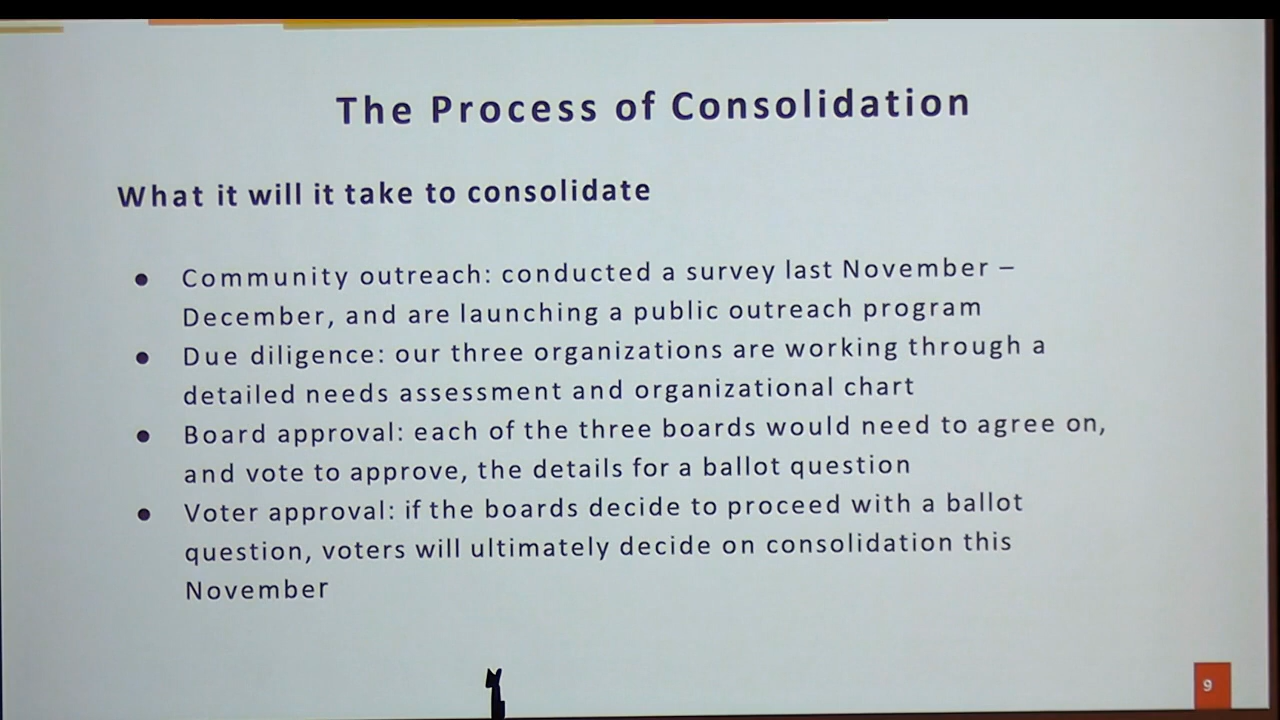 The Process of Consolidation
What it will it take to consolidate
● Community outreach: conducted a survey last November –
December, and are launching a public outreach program
● Due diligence: our three organizations are working through a
detailed needs assessment and organizational chart
● Board approval: each of the three boards would need to agree on,
and vote to approve, the details for a ballot question
● Voter approval: if the boards decide to proceed with a ballot
question, voters will ultimately decide on consolidation this
November
9